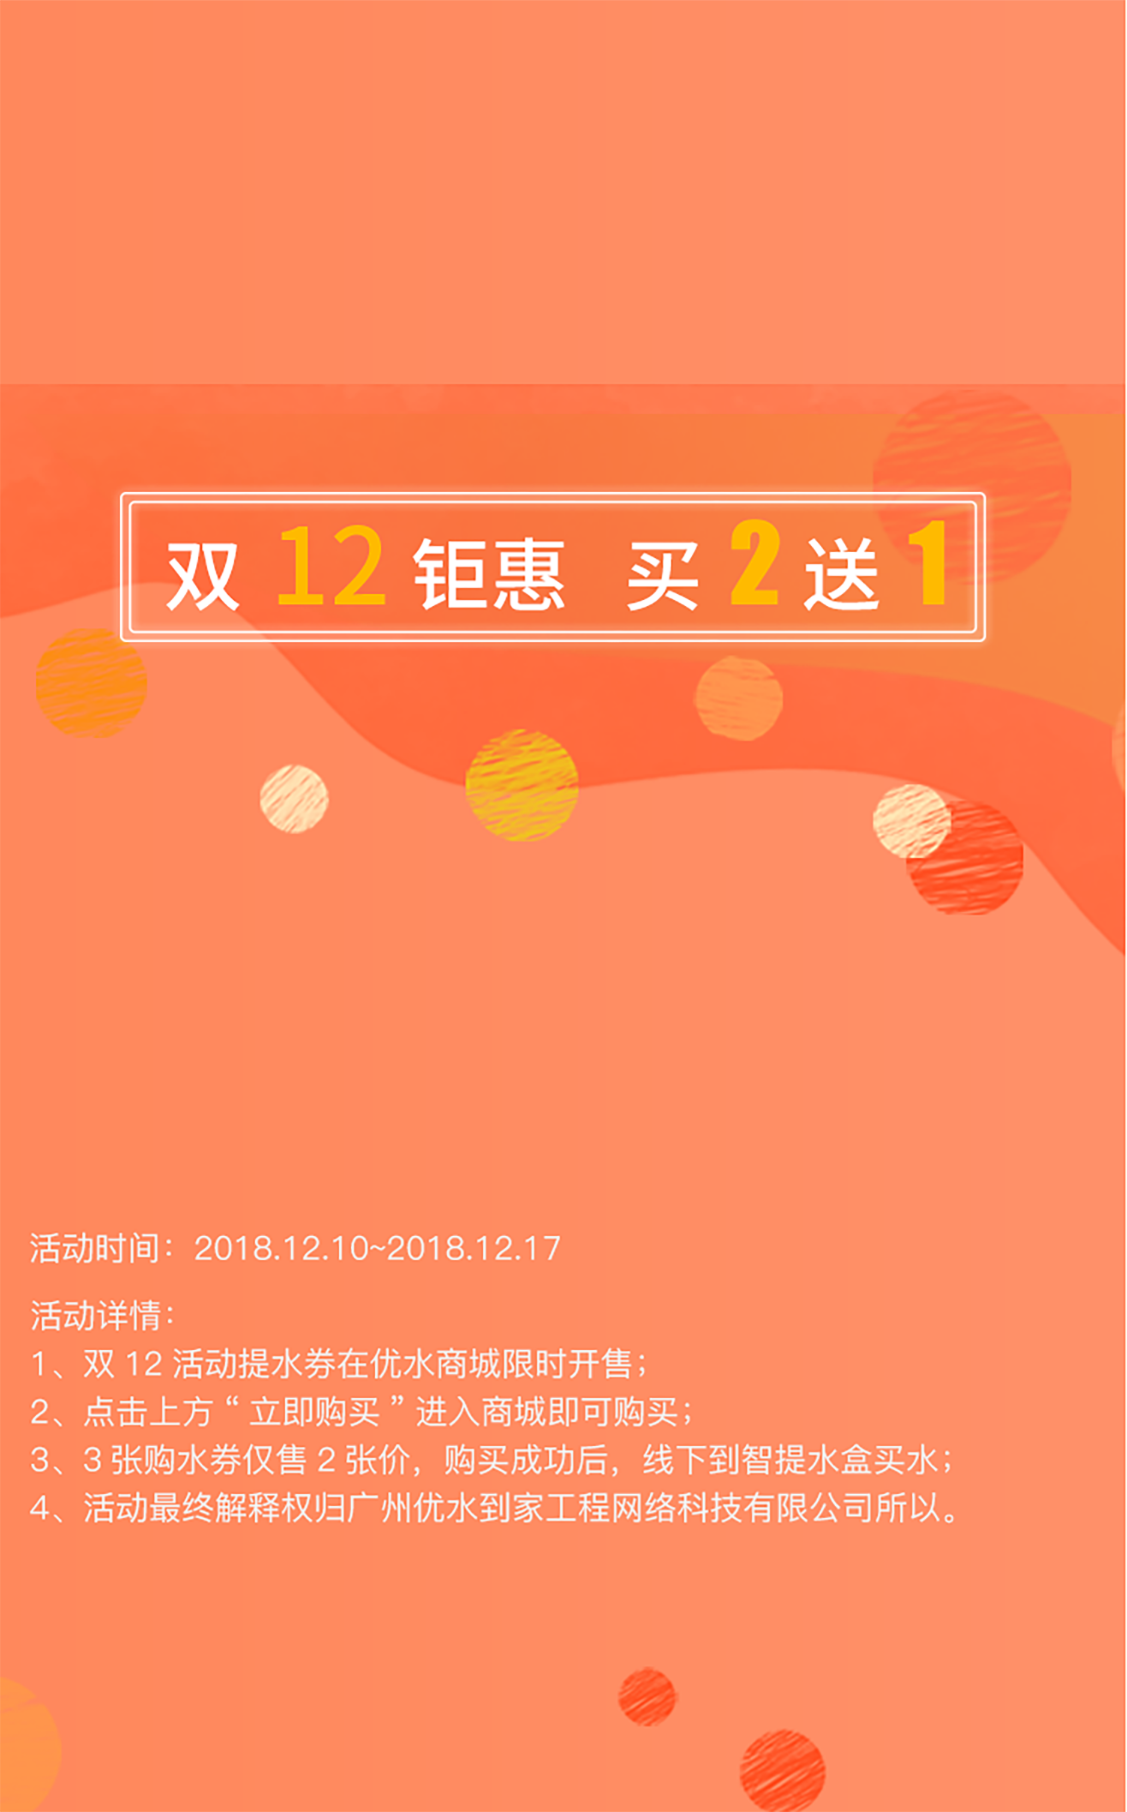 双 12 钜惠 买 2 送 1
活动时间：2018.12.10~2018.12.17
活动详情：
1、双 12 活动提水券在优水商城限时开售；
2、点击上方“ 立即购买 ”进入商城即可购买；
3、3 张购水券仅售 2 张价，购买成功后，线下到智提水盒买水；
4、活动最终解释权归广州优水到家工程网络科技有限公司所以。